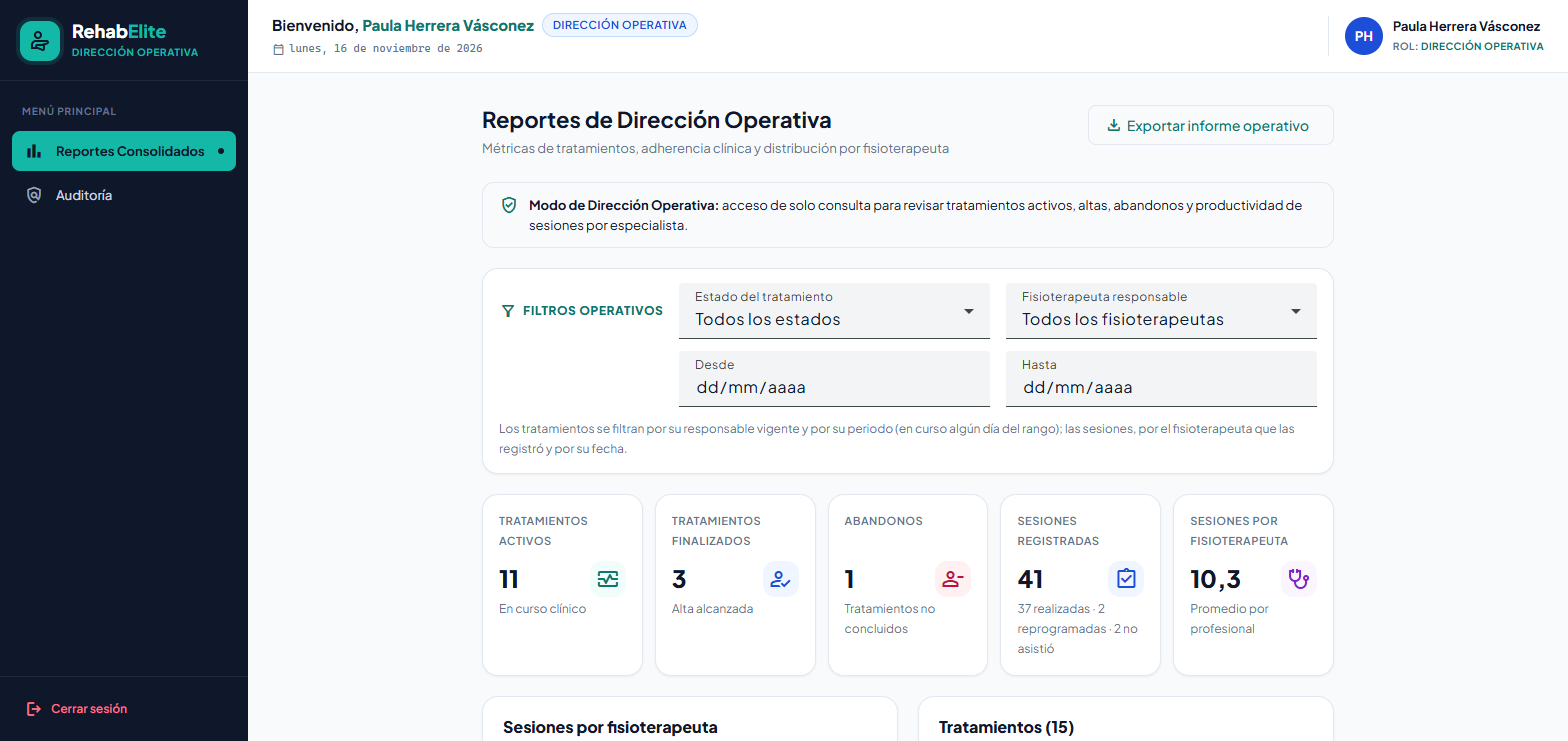 RehabElite
DIRECCIÓN OPERATIVA
MENÚ PRINCIPAL
Reportes Consolidados
Auditoría
Cerrar sesión
Bienvenido, Paula Herrera Vásconez
DIRECCIÓN OPERATIVA
lunes, 16 de noviembre de 2026
PH
Paula Herrera Vásconez
ROL: DIRECCIÓN OPERATIVA
Reportes de Dirección Operativa
Métricas de tratamientos, adherencia clínica y distribución por fisioterapeuta
Exportar informe operativo
Modo de Dirección Operativa: acceso de solo consulta para revisar tratamientos activos, altas, abandonos y productividad de
sesiones por especialista.
FILTROS OPERATIVOS
Estado del tratamiento
Todos los estados
Fisioterapeuta responsable
Todos los fisioterapeutas
Desde
dd/mm/aaaa
Hasta
dd/mm/aaaa
Los tratamientos se filtran por su responsable vigente y por su periodo (en curso algún día del rango); las sesiones, por el fisioterapeuta que las
registró y por su fecha.
TRATAMIENTOS
ACTIVOS
11
En curso clínico
TRATAMIENTOS
FINALIZADOS
3
Alta alcanzada
ABANDONOS
1
Tratamientos no
concluidos
SESIONES
REGISTRADAS
41
37 realizadas · 2
reprogramadas · 2 no
asistió
SESIONES POR
FISIOTERAPEUTA
10,3
Promedio por
profesional
Sesiones por fisioterapeuta
Tratamientos (15)